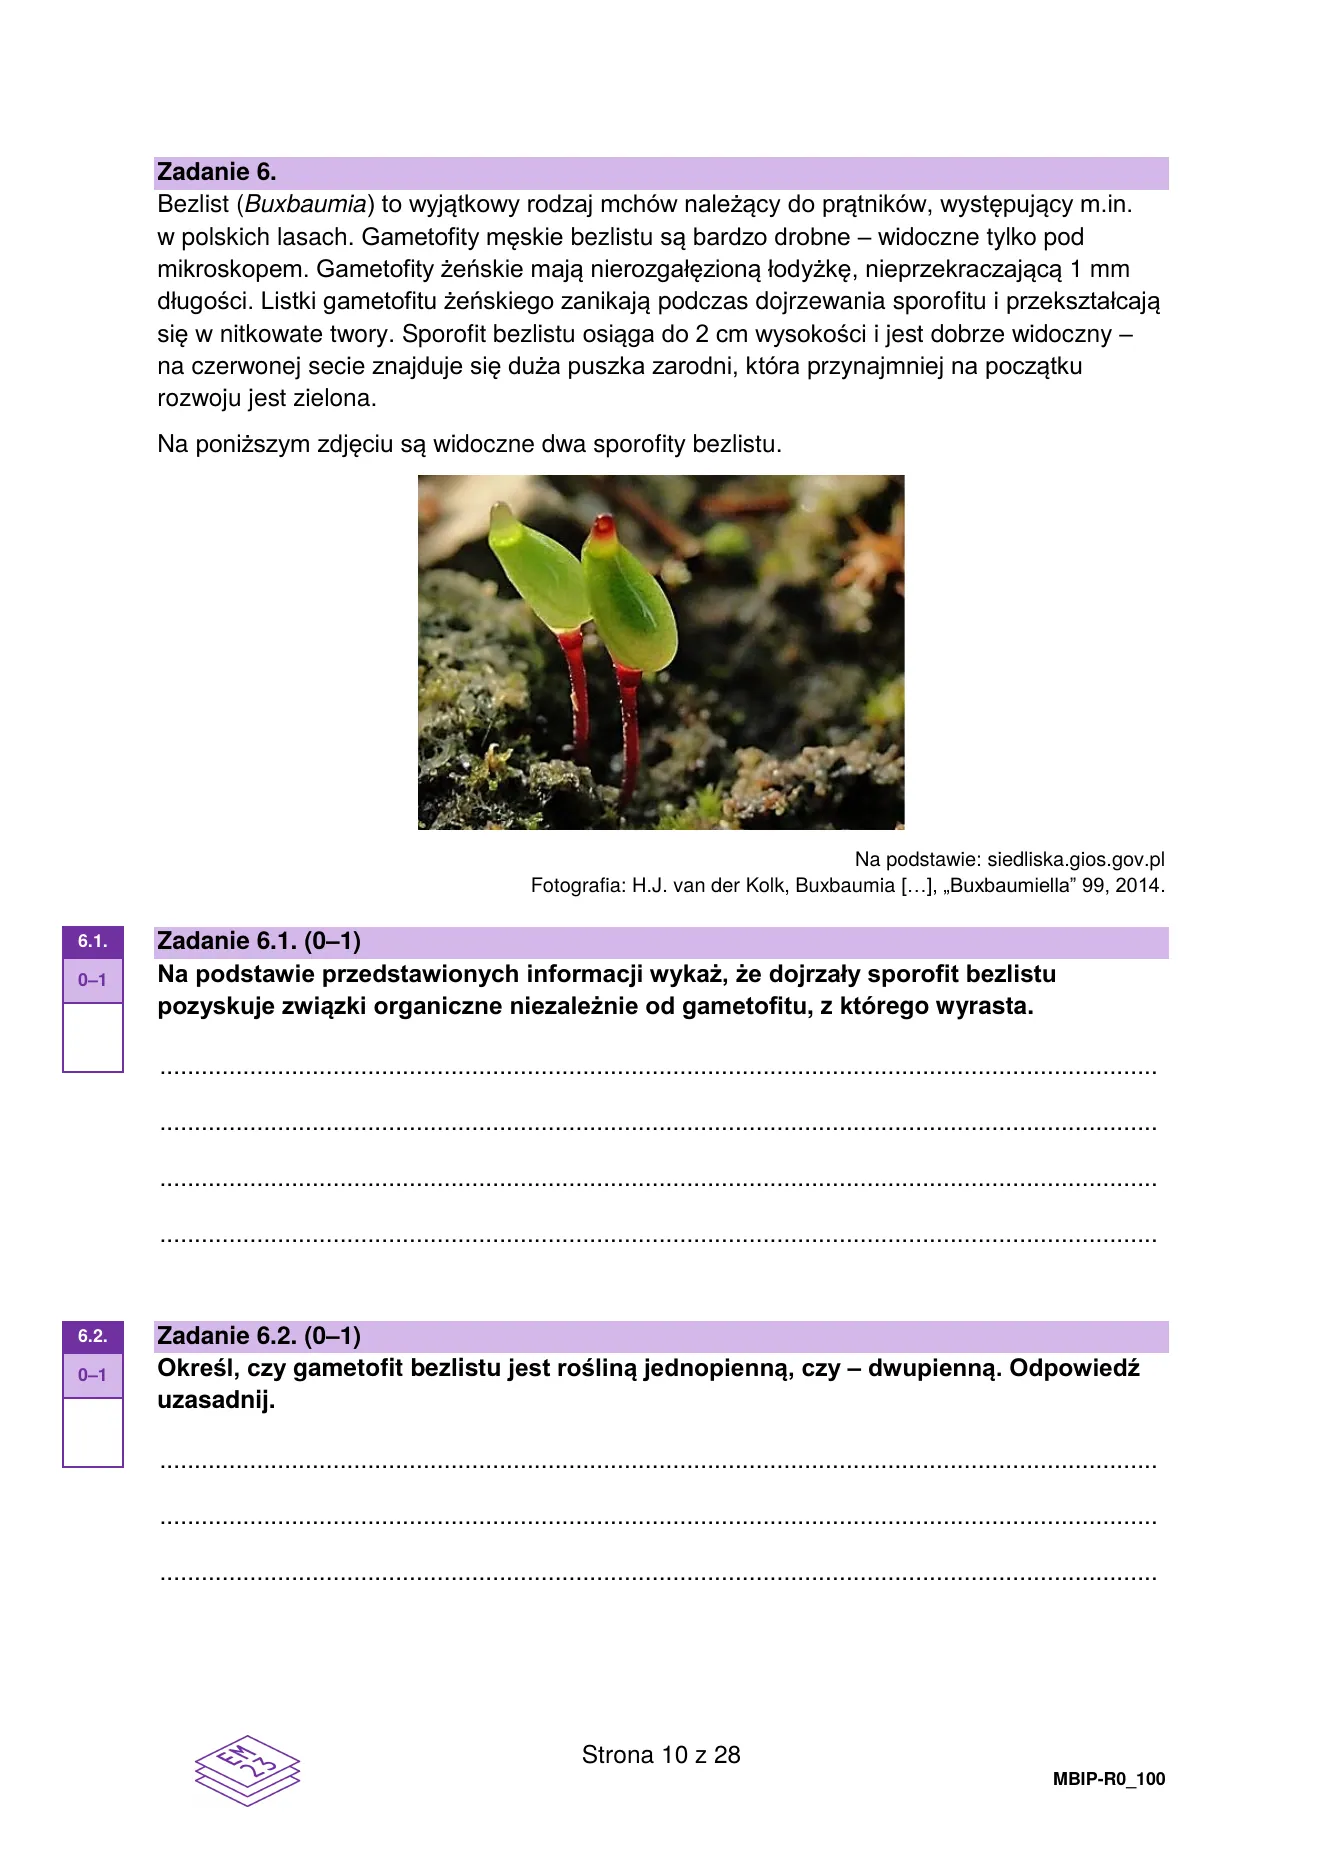 Zadanie 6.
Bezlist (Buxbaumia) to wyjątkowy rodzaj mchów należący do prątników, występujący m.in.
w polskich lasach. Gametofity męskie bezlistu są bardzo drobne – widoczne tylko pod
mikroskopem. Gametofity żeńskie mają nierozgałęzioną łodyżkę, nieprzekraczającą 1 mm
długości. Listki gametofitu żeńskiego zanikają podczas dojrzewania sporofitu i przekształcają
się w nitkowate twory. Sporofit bezlistu osiąga do 2 cm wysokości i jest dobrze widoczny –
na czerwonej secie znajduje się duża puszka zarodni, która przynajmniej na początku
rozwoju jest zielona.
Na poniższym zdjęciu są widoczne dwa sporofity bezlistu.
Na podstawie: siedliska.gios.gov.pl
Fotografia: H.J. van der Kolk, Buxbaumia […], „Buxbaumiella” 99, 2014.
6.1.
0–1
Zadanie 6.1. (0–1)
Na podstawie przedstawionych informacji wykaż, że dojrzały sporofit bezlistu
pozyskuje związki organiczne niezależnie od gametofitu, z którego wyrasta.
6.2.
0–1
Zadanie 6.2. (0–1)
Określ, czy gametofit bezlistu jest rośliną jednopienną, czy – dwupienną. Odpowiedź
uzasadnij.
EM
23
Strona 10 z 28
MBIP-R0_100